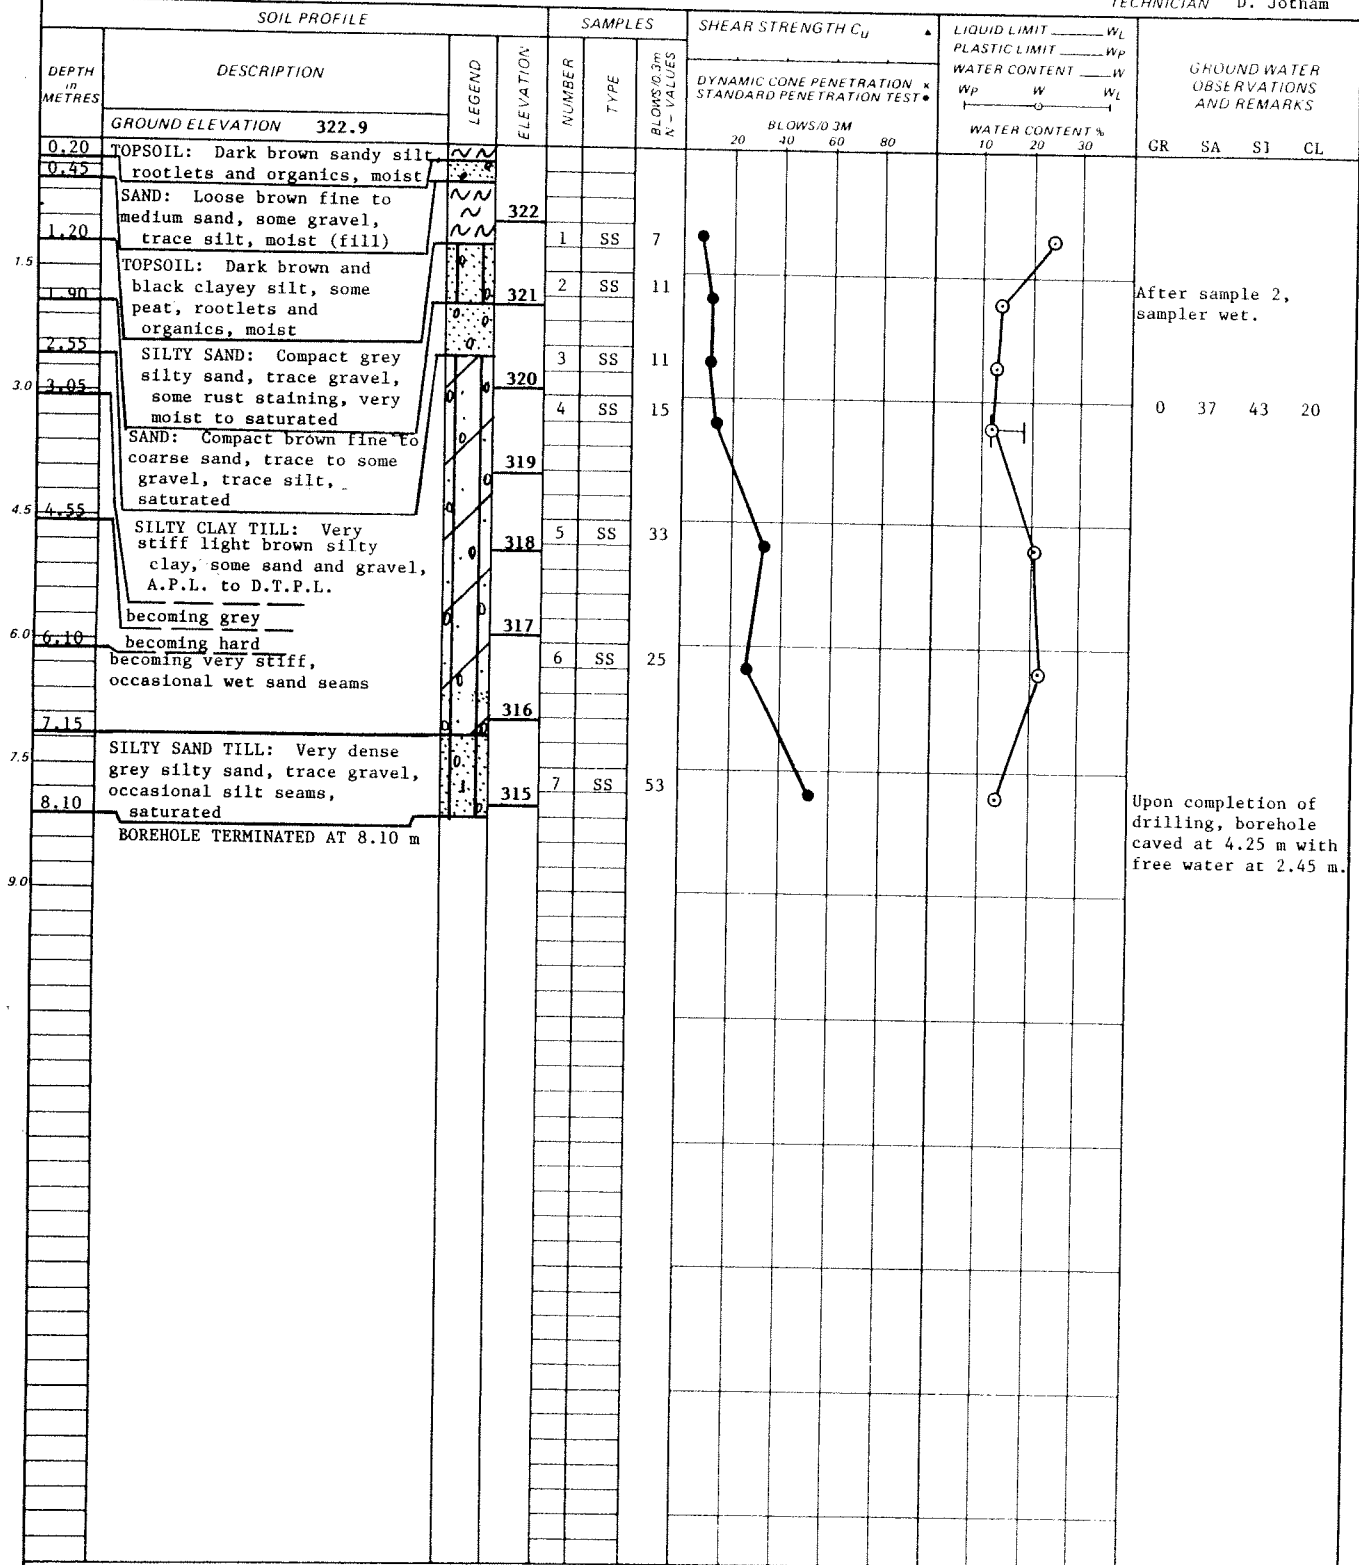 TECHNICIAN D. Jotham
SOIL PROFILE
SAMPLES
SHEAR STRENGTH Cu ▲
LIQUID LIMIT ______ WL
PLASTIC LIMIT ______ WP
WATER CONTENT ____ W
WP W WL
DYNAMIC CONE PENETRATION x
STANDARD PENETRATION TEST ●
GROUND WATER
OBSERVATIONS
AND REMARKS
DEPTH
in
METRES
DESCRIPTION
LEGEND
ELEVATION
NUMBER
TYPE
BLOWS/0.3m
N - VALUES
GROUND ELEVATION 322.9
BLOWS/0 3M
20 40 60 80
WATER CONTENT %
10 20 30
GR SA SI CL
0.20
TOPSOIL: Dark brown sandy silt
rootlets and organics, moist
0.45
SAND: Loose brown fine to
medium sand, some gravel,
trace silt, moist (fill)
322
1.20
1 SS 7
1.5
TOPSOIL: Dark brown and
black clayey silt, some
peat, rootlets and
organics, moist
2 SS 11
321
1.90
After sample 2,
sampler wet.
2.55
SILTY SAND: Compact grey
silty sand, trace gravel,
some rust staining, very
moist to saturated
3 SS 11
320
3.0
3.05
4 SS 15
0 37 43 20
SAND: Compact brown fine to
coarse sand, trace to some
gravel, trace silt,
saturated
319
4.5
4.55
SILTY CLAY TILL: Very
stiff light brown silty
clay, some sand and gravel,
A.P.L. to D.T.P.L.
5 SS 33
318
becoming grey
317
6.0
6.10
becoming hard
becoming very stiff,
occasional wet sand seams
6 SS 25
316
7.15
7.5
SILTY SAND TILL: Very dense
grey silty sand, trace gravel,
occasional silt seams,
saturated
7 SS 53
315
8.10
BOREHOLE TERMINATED AT 8.10 m
Upon completion of
drilling, borehole
caved at 4.25 m with
free water at 2.45 m.
9.0